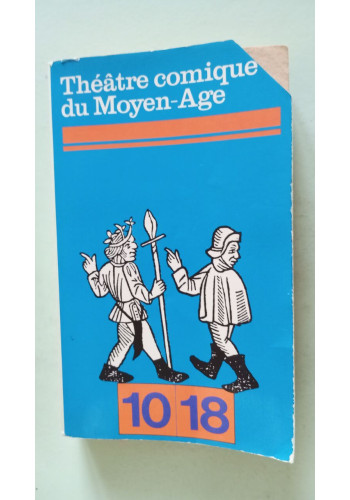 Théâtre comique
du Moyen-Age
10 18